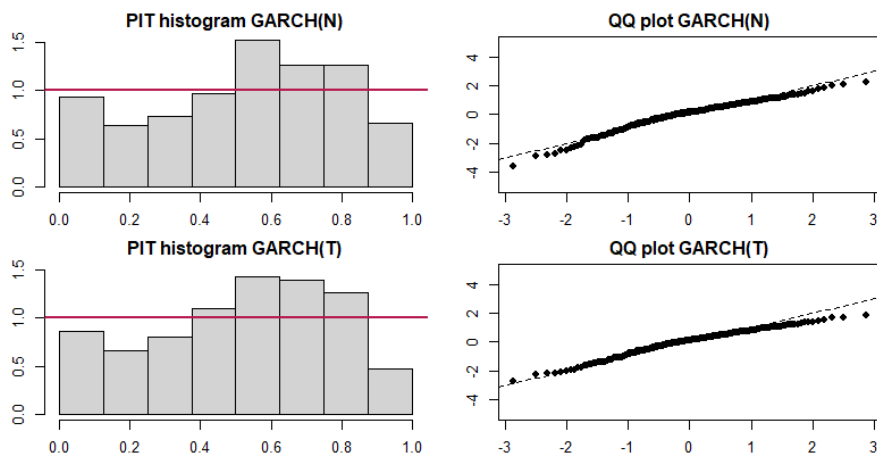 PIT histogram GARCH(N)
0.0 0.5 1.0 1.5
0.0 0.2 0.4 0.6 0.8 1.0
QQ plot GARCH(N)
-4 -2 0 2 4
-3 -2 -1 0 1 2 3
PIT histogram GARCH(T)
0.0 0.5 1.0 1.5
0.0 0.2 0.4 0.6 0.8 1.0
QQ plot GARCH(T)
-4 -2 0 2 4
-3 -2 -1 0 1 2 3